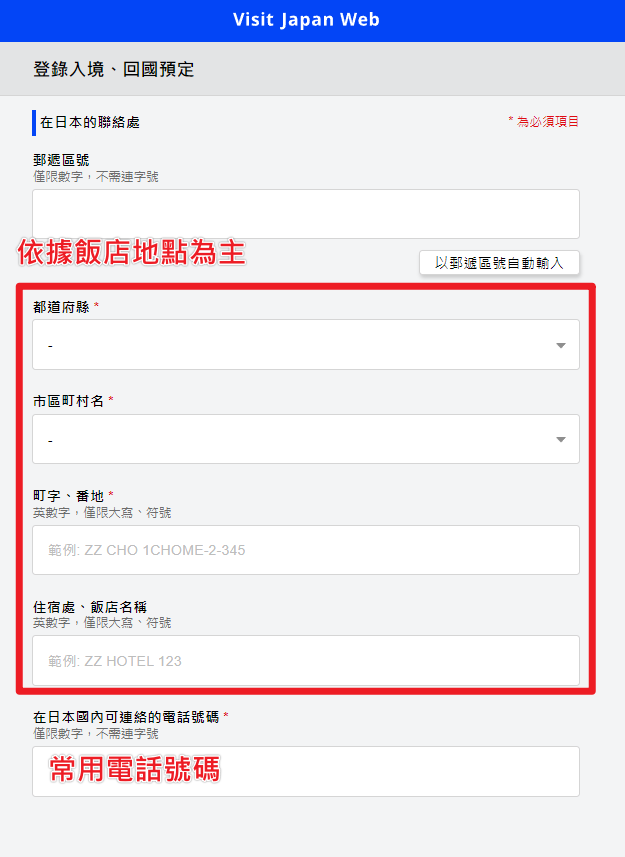 Visit Japan Web
登錄入境、回國預定
在日本的聯絡處
* 為必須項目
郵遞區號
僅限數字，不需連字號
依據飯店地點為主
以郵遞區號自動輸入
都道府縣 *
-
市區町村名 *
-
町字、番地 *
英數字，僅限大寫、符號
範例: ZZ CHO 1CHOME-2-345
住宿處、飯店名稱
英數字，僅限大寫、符號
範例: ZZ HOTEL 123
在日本國內可連絡的電話號碼 *
僅限數字，不需連字號
常用電話號碼